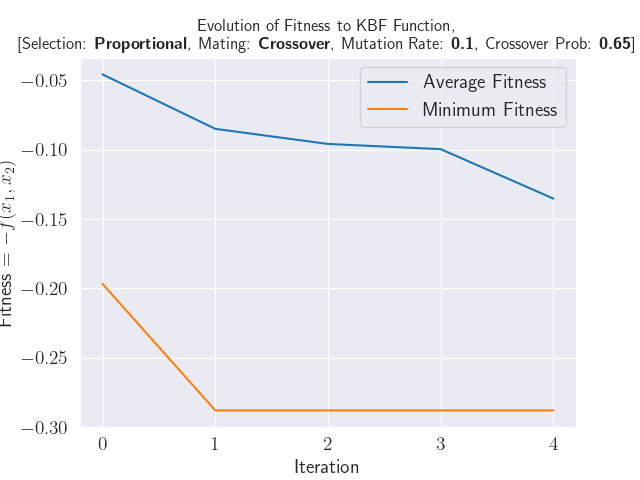 Evolution of Fitness to KBF Function,
[Selection: Proportional, Mating: Crossover, Mutation Rate: 0.1, Crossover Prob: 0.65]
Average Fitness
Minimum Fitness
−0.05
−0.10
−0.15
−0.20
−0.25
−0.30
Fitness = −f(x₁, x₂)
0 1 2 3 4
Iteration